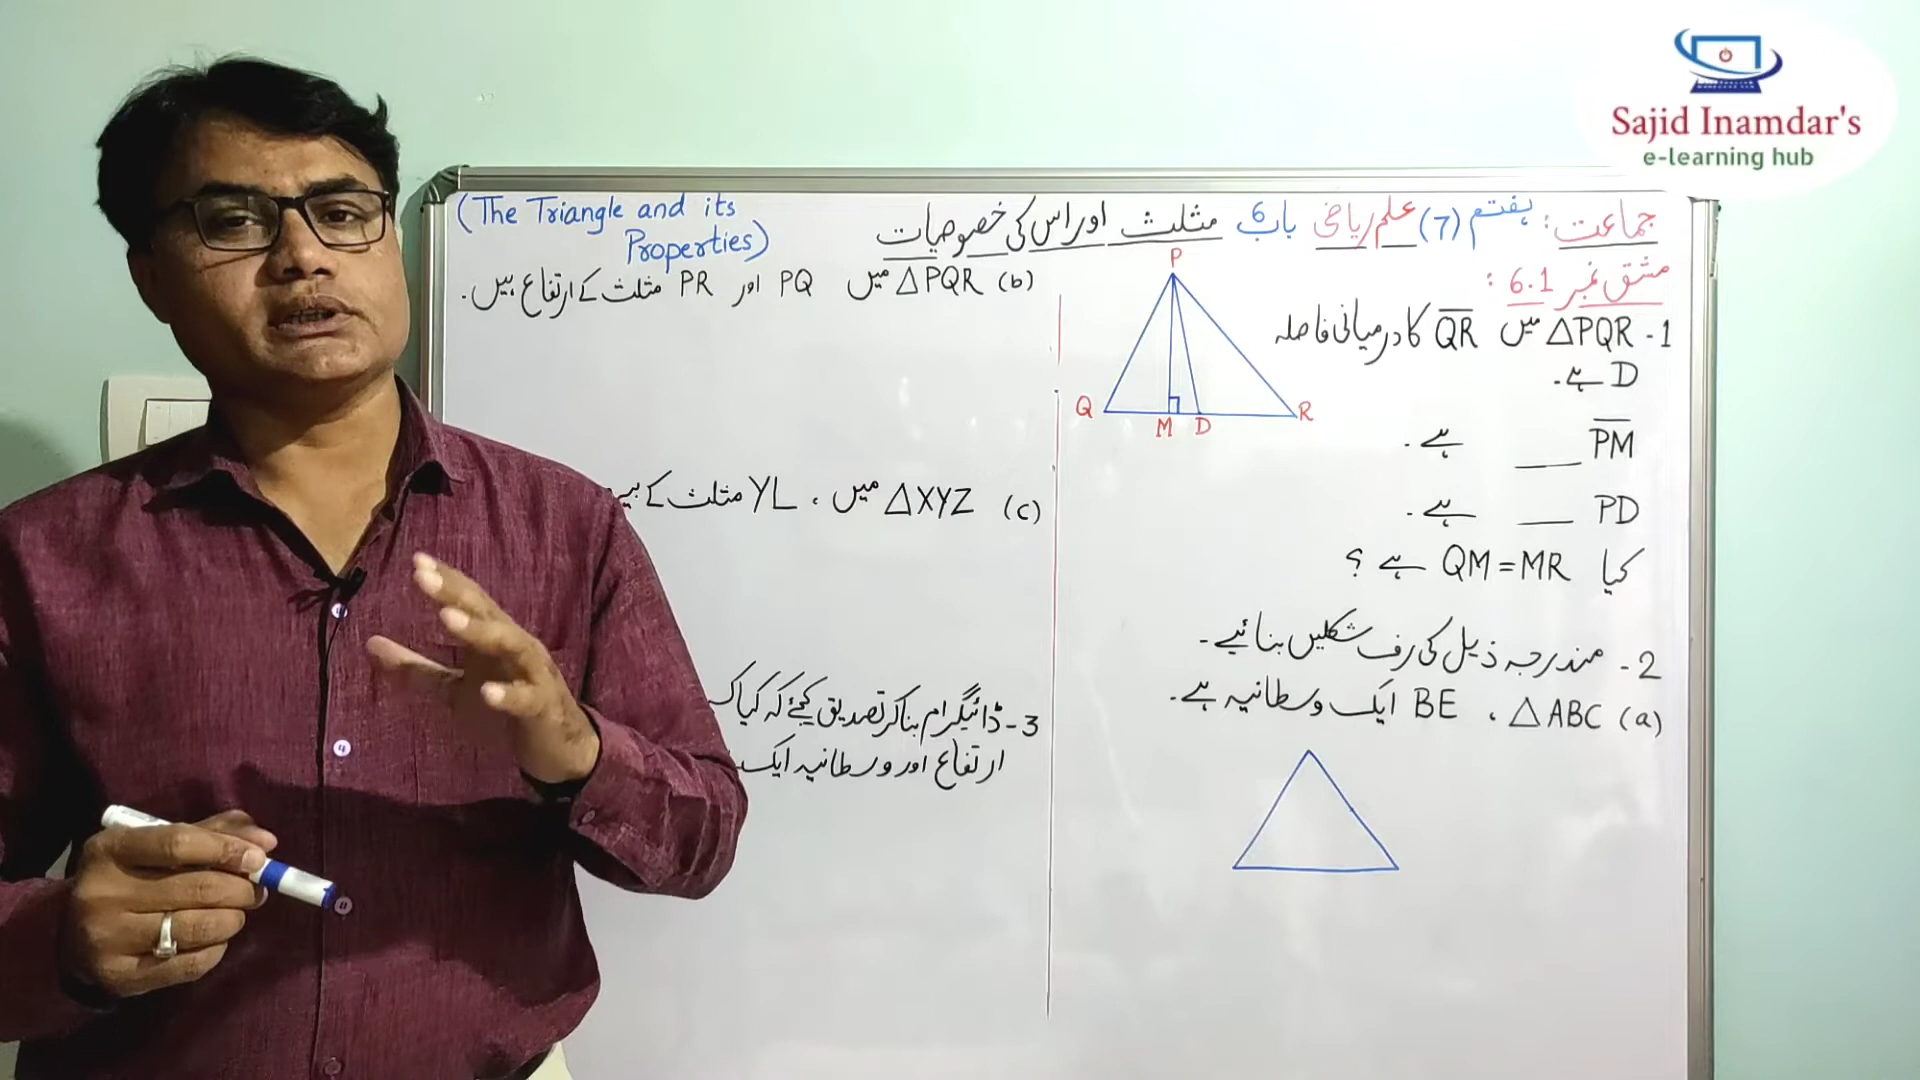 Sajid Inamdar's
e-learning hub
جماعت : ہفتم (7) علم ریاضی باب 6 مثلث اور اس کی خصوصیات
(The Triangle and its
Properties)
مشق نمبر 6.1 :
1- △PQR میں QR کا درمیانی فاصلہ
D ہے۔
PM ___ ہے۔
PD ___ ہے۔
کیا QM = MR ہے ؟
P
Q
M
D
R
2- مندرجہ ذیل کی رف شکلیں بنائیے۔
(a) △ABC ، BE ایک وسطانیہ ہے۔
(b) △PQR میں PQ اور PR مثلث کے ارتفاع ہیں۔
(c) △XYZ میں ، YL مثلث کے
3- ڈائیگرام بنا کر تصدیق کیجئے کہ کیا
ارتفاع اور وسطانیہ ایک